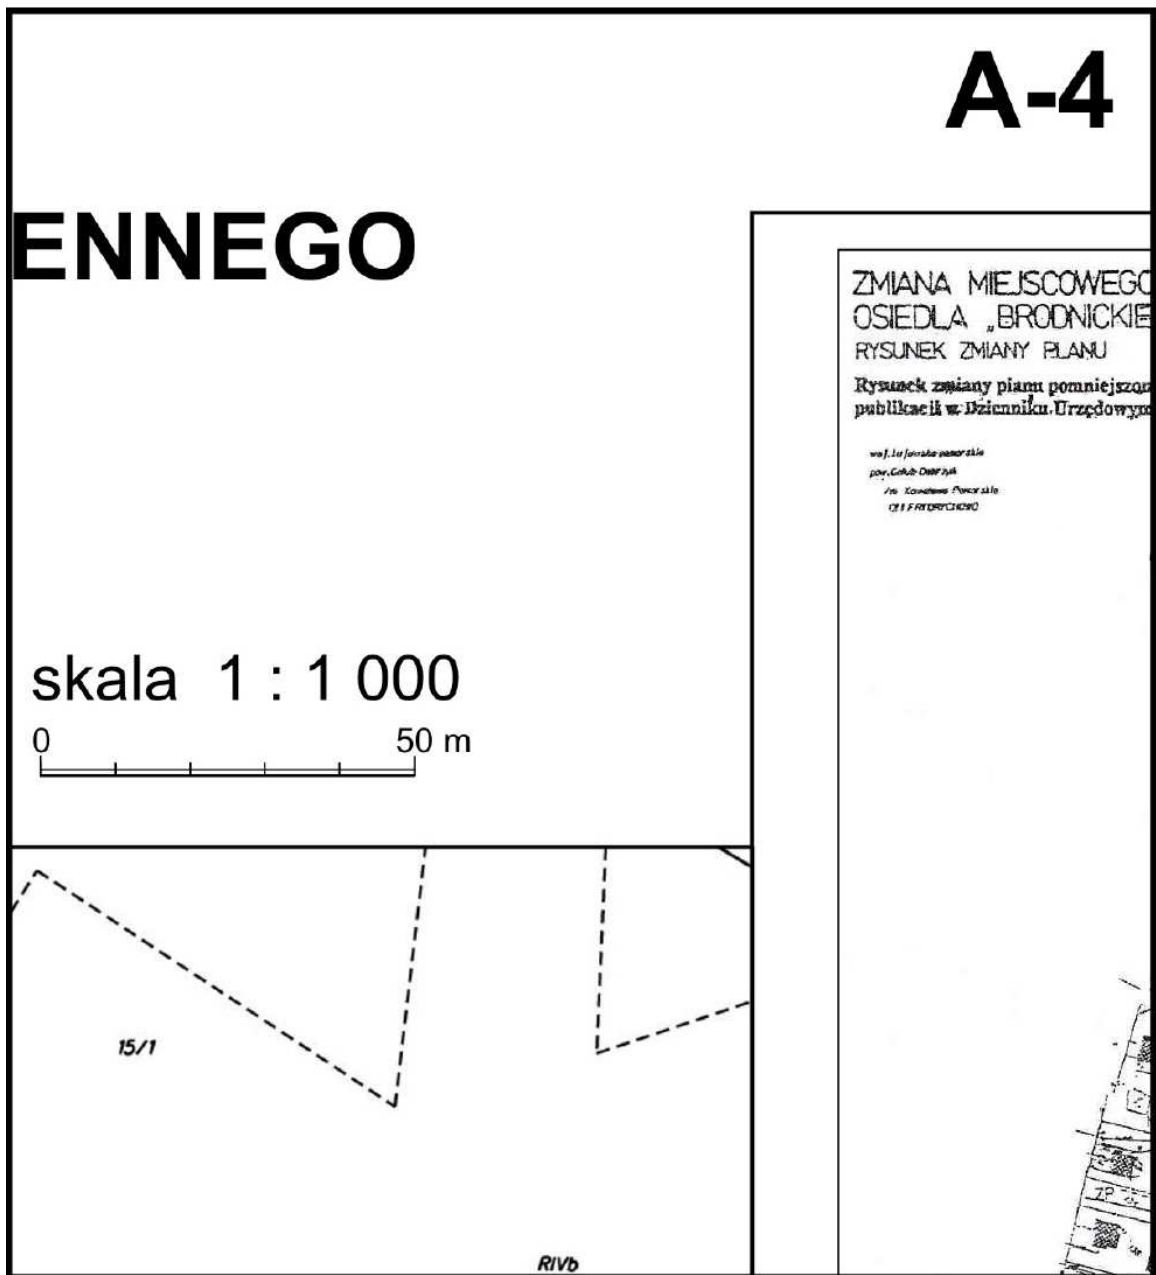 A-4
ENNEGO
ZMIANA MIEJSCOWEGO
OSIEDLA „BRODNICKIE
RYSUNEK ZMIANY PLANU
Rysunek zmiany planu pomniejszon
publikacji w Dzienniku Urzędowym
skala 1 : 1 000
0 50 m
15/1
ZP
RIVb